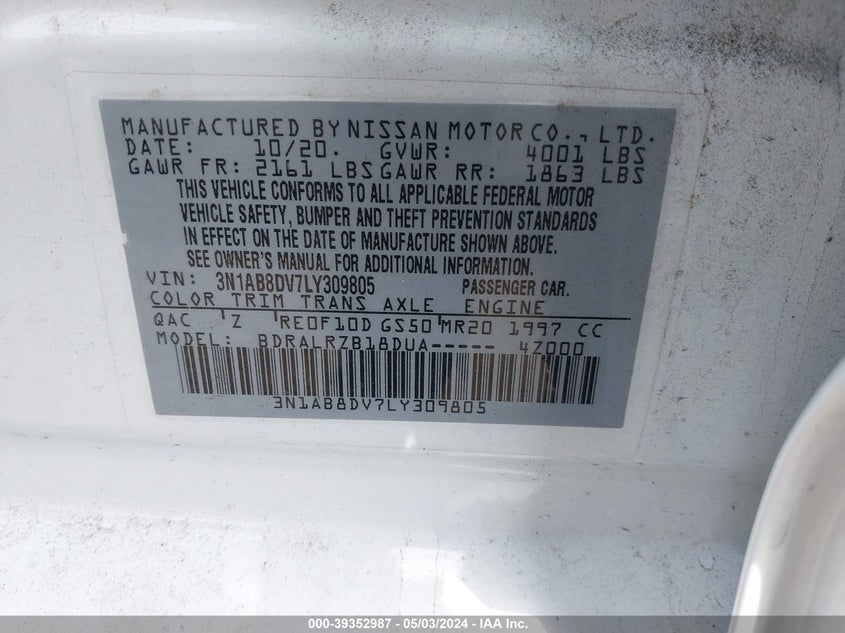 MANUFACTURED BY NISSAN MOTOR CO., LTD.
DATE: 10/20. GVWR: 4001 LBS
GAWR FR: 2161 LBS GAWR RR: 1863 LBS
THIS VEHICLE CONFORMS TO ALL APPLICABLE FEDERAL MOTOR
VEHICLE SAFETY, BUMPER AND THEFT PREVENTION STANDARDS
IN EFFECT ON THE DATE OF MANUFACTURE SHOWN ABOVE.
SEE OWNER'S MANUAL FOR ADDITIONAL INFORMATION.
VIN: 3N1AB8DV7LY309805 PASSENGER CAR.
COLOR TRIM TRANS AXLE ENGINE
QAC Z RE0F10D GS50 MR20 1997 CC
MODEL: BDRALRZB18DUA----- 4Z000
3N1AB8DV7LY309805
000-39352987 - 05/03/2024 - IAA Inc.